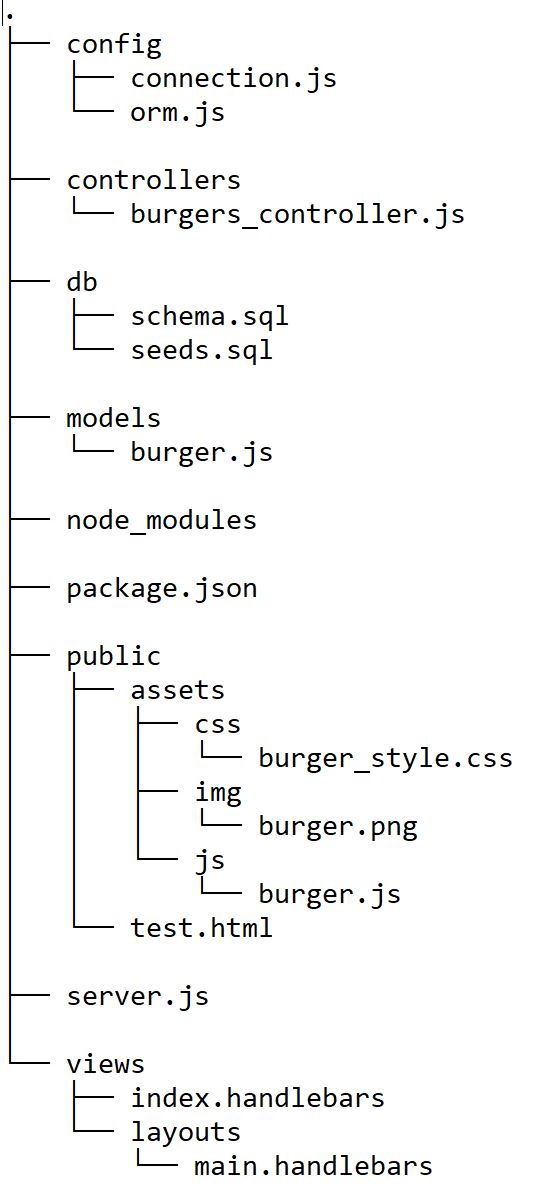 .
├── config
│   ├── connection.js
│   └── orm.js
│
├── controllers
│   └── burgers_controller.js
│
├── db
│   ├── schema.sql
│   └── seeds.sql
│
├── models
│   └── burger.js
│
├── node_modules
│
├── package.json
│
├── public
│   ├── assets
│   │   ├── css
│   │   │   └── burger_style.css
│   │   ├── img
│   │   │   └── burger.png
│   │   └── js
│   │       └── burger.js
│   └── test.html
│
├── server.js
│
└── views
    ├── index.handlebars
    └── layouts
        └── main.handlebars